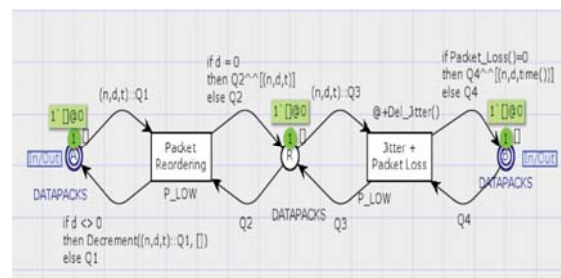 if d = 0
then Q2^^[(n,d,t)]
else Q2
if Packet_Loss()=0
then Q4^^[(n,d,time())]
else Q4
(n,d,t)::Q1
(n,d,t)::Q3
@+Del_Jitter()
1`[]@0
1`[]@0
1`[]@0
1
[]
1
[]
1
[]
In/Out
Packet
Reordering
R
Jitter +
Packet Loss
In/Out
DATAPACKS
P_LOW
Q2
DATAPACKS
Q3
P_LOW
Q4
DATAPACKS
if d <> 0
then Decrement((n,d,t)::Q1, [])
else Q1